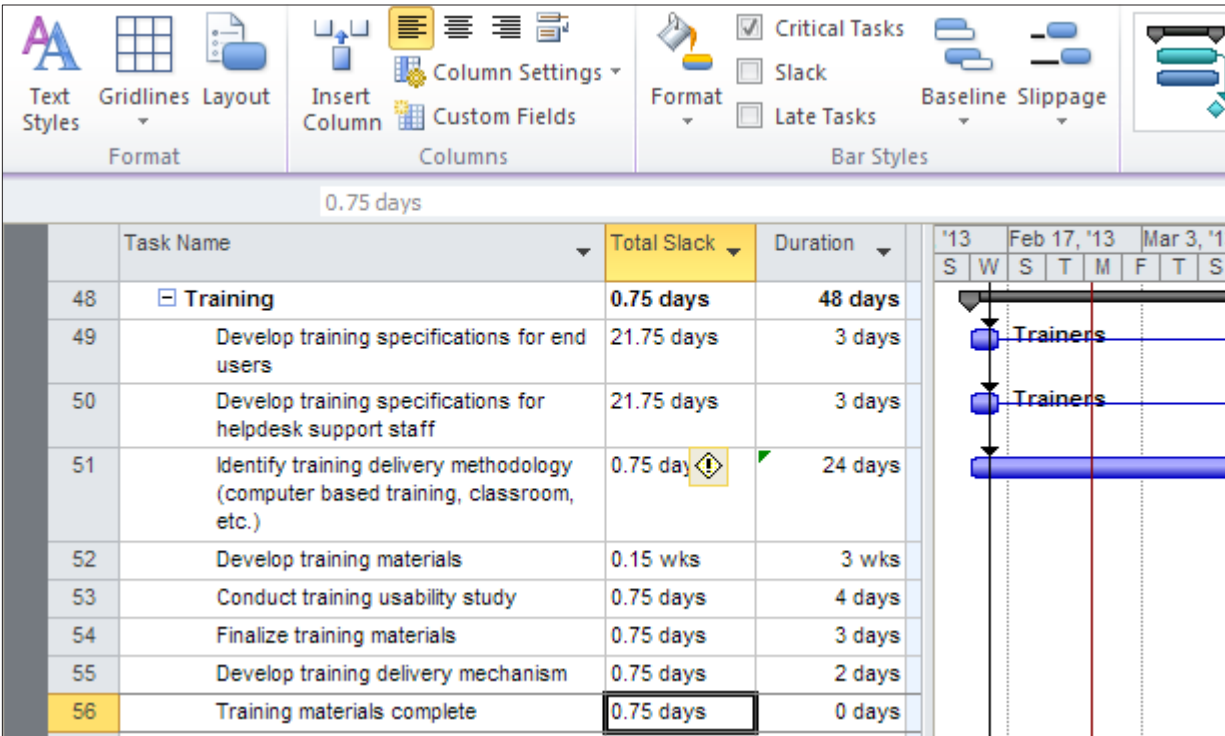 Text Styles
Gridlines
Layout
Format
Insert Column
Column Settings
Custom Fields
Columns
Format
Critical Tasks
Slack
Late Tasks
Baseline
Slippage
Bar Styles
0.75 days
Task Name Total Slack Duration '13 Feb 17, '13 Mar 3, '1
S W S T M F T S
48 Training 0.75 days 48 days
49 Develop training specifications for end 21.75 days 3 days Trainers
users
50 Develop training specifications for 21.75 days 3 days Trainers
helpdesk support staff
51 Identify training delivery methodology 0.75 day 24 days
(computer based training, classroom,
etc.)
52 Develop training materials 0.15 wks 3 wks
53 Conduct training usability study 0.75 days 4 days
54 Finalize training materials 0.75 days 3 days
55 Develop training delivery mechanism 0.75 days 2 days
56 Training materials complete 0.75 days 0 days